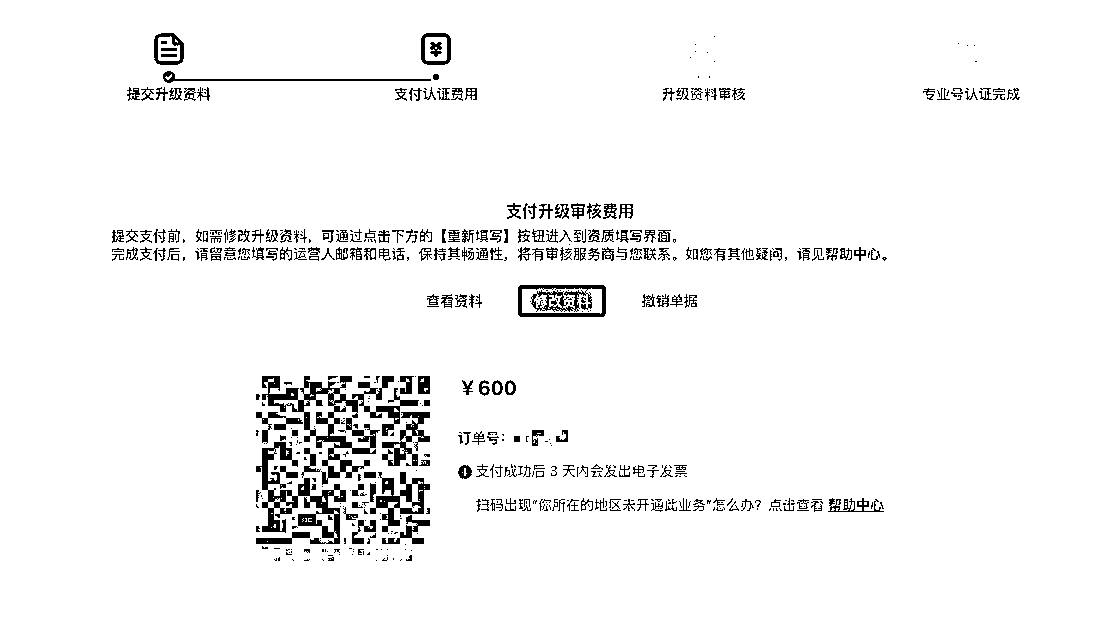 提交升级资料
支付认证费用
升级资料审核
专业号认证完成
支付升级审核费用
提交支付前，如需修改升级资料，可通过点击下方的【重新填写】按钮进入到资质填写界面。
完成支付后，请留意您填写的运营人邮箱和电话，保持其畅通性，将有审核服务商与您联系。如您有其他疑问，请见帮助中心。
查看资料
修改资料
撤销单据
￥600
订单号：
支付成功后 3 天内会发出电子发票
扫码出现“你所在的地区未开通此业务”怎么办？点击查看 帮助中心